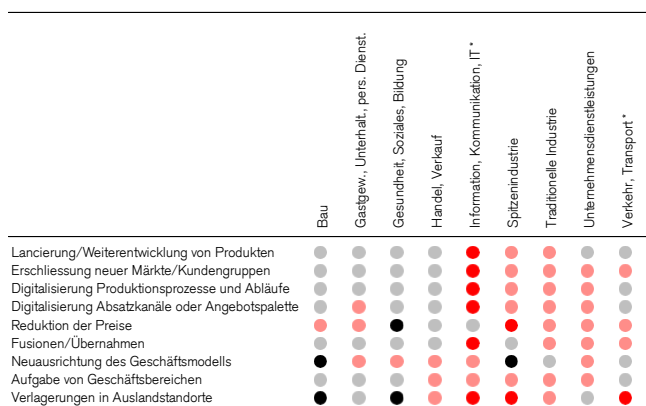 Bau
Gastgew., Unterhalt., pers. Dienst.
Gesundheit, Soziales, Bildung
Handel, Verkauf
Information, Kommunikation, IT *
Spitzenindustrie
Traditionelle Industrie
Unternehmensdienstleistungen
Verkehr, Transport *
Lancierung/Weiterentwicklung von Produkten
Erschliessung neuer Märkte/Kundengruppen
Digitalisierung Produktionsprozesse und Abläufe
Digitalisierung Absatzkanäle oder Angebotspalette
Reduktion der Preise
Fusionen/Übernahmen
Neuausrichtung des Geschäftsmodells
Aufgabe von Geschäftsbereichen
Verlagerungen in Auslandstandorte